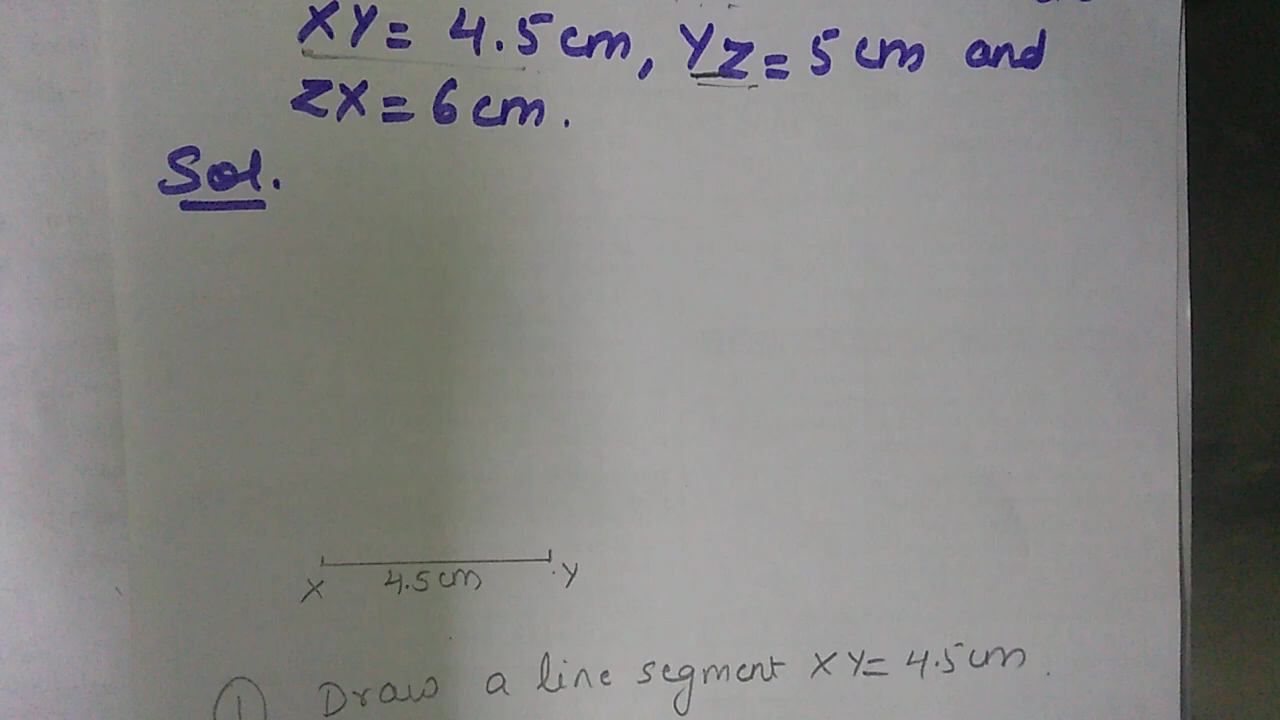 XY = 4.5 cm, YZ = 5 cm and
ZX = 6 cm.
Sol.
X 4.5 cm Y
① Draw a line segment XY = 4.5 cm.